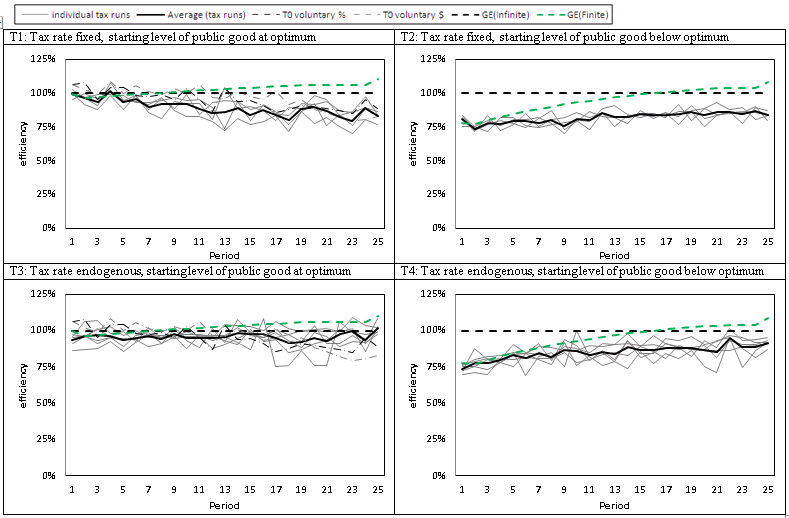 individual tax runs Average (tax runs) T0 voluntary % T0 voluntary $ GE(Infinite) GE(Finite)
T1: Tax rate fixed, starting level of public good at optimum
125%
100%
75%
50%
25%
0%
efficiency
1 3 5 7 9 11 13 15 17 19 21 23 25
Period
T2: Tax rate fixed, starting level of public good below optimum
125%
100%
75%
50%
25%
0%
efficiency
1 3 5 7 9 11 13 15 17 19 21 23 25
Period
T3: Tax rate endogenous, starting level of public good at optimum
125%
100%
75%
50%
25%
0%
efficiency
1 3 5 7 9 11 13 15 17 19 21 23 25
Period
T4: Tax rate endogenous, starting level of public good below optimum
125%
100%
75%
50%
25%
0%
efficiency
1 3 5 7 9 11 13 15 17 19 21 23 25
Period